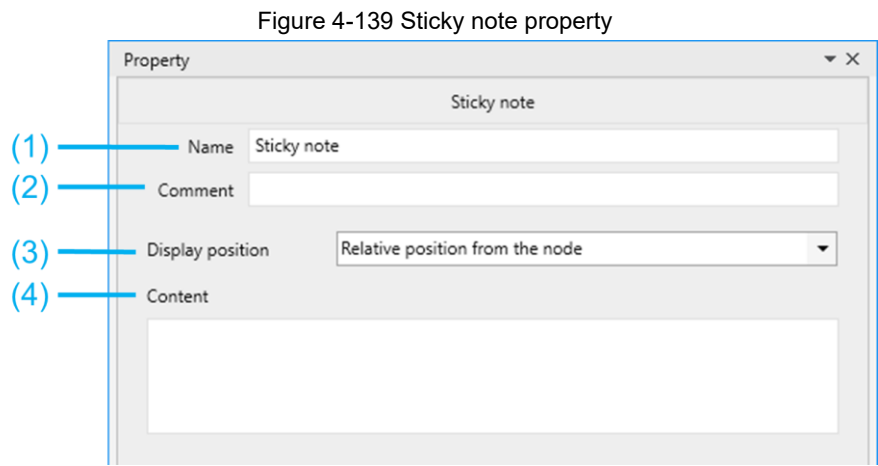 Figure 4-139 Sticky note property
Property
Sticky note
(1) Name Sticky note
(2) Comment
(3) Display position Relative position from the node
(4) Content